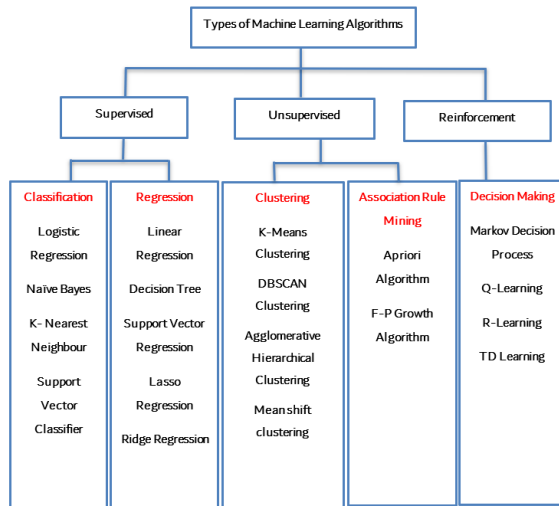 Types of Machine Learning Algorithms
Supervised
Unsupervised
Reinforcement
Classification
Logistic
Regression
Naïve Bayes
K- Nearest
Neighbour
Support
Vector
Classifier
Regression
Linear
Regression
Decision Tree
Support Vector
Regression
Lasso
Regression
Ridge Regression
Clustering
K-Means
Clustering
DBSCAN
Clustering
Agglomerative
Hierarchical
Clustering
Mean shift
clustering
Association Rule
Mining
Apriori
Algorithm
F-P Growth
Algorithm
Decision Making
Markov Decision
Process
Q-Learning
R-Learning
TD Learning